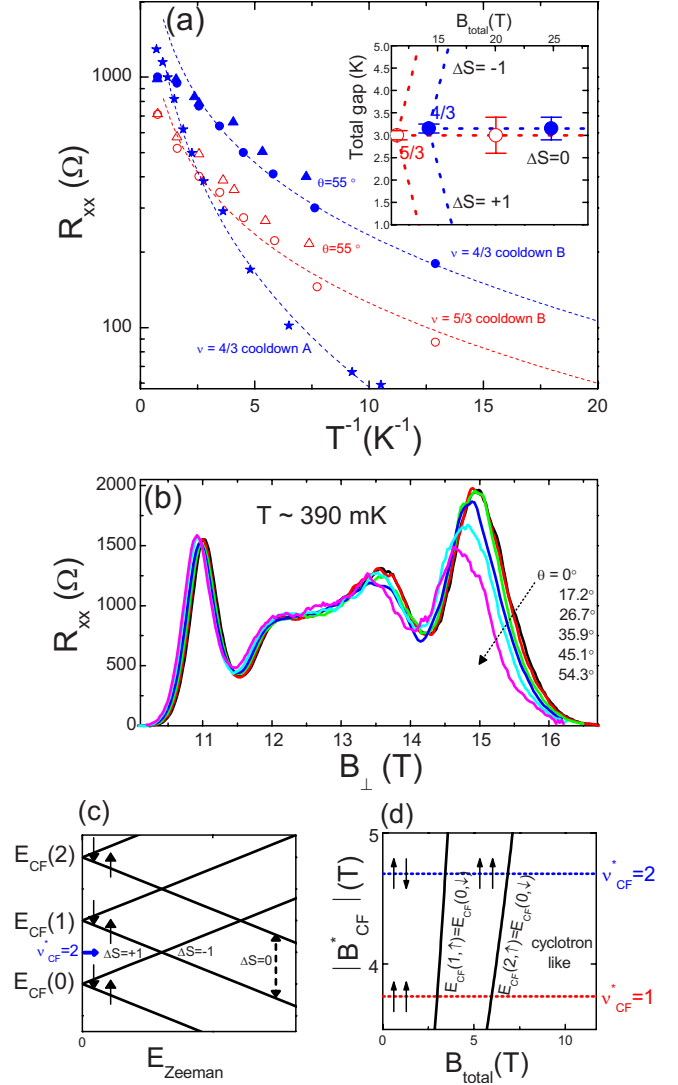 (a)
B_total(T)
15 20 25
5.0
4.5
4.0
3.5
3.0
2.5
2.0
1.5
1.0
Total gap (K)
ΔS= -1
4/3
5/3
ΔS=0
ΔS= +1
1000
100
R_xx (Ω)
θ=55 °
θ=55 °
ν = 4/3 cooldown B
ν = 5/3 cooldown B
ν = 4/3 cooldown A
0 5 10 15 20
T⁻¹(K⁻¹)
(b)
T ~ 390 mK
2000
1500
1000
500
0
R_xx (Ω)
θ = 0°
17.2°
26.7°
35.9°
45.1°
54.3°
11 12 13 14 15 16
B_⊥ (T)
(c)
E_CF(2)
E_CF(1)
ν*_CF=2
E_CF(0)
ΔS=+1
ΔS=-1
ΔS=0
0
E_Zeeman
(d)
5
4
|B*_CF| (T)
E_CF(1,↑)=E_CF(0,↓)
E_CF(2,↑)=E_CF(0,↓)
cyclotron
like
ν*_CF=2
ν*_CF=1
0 5 10
B_total(T)